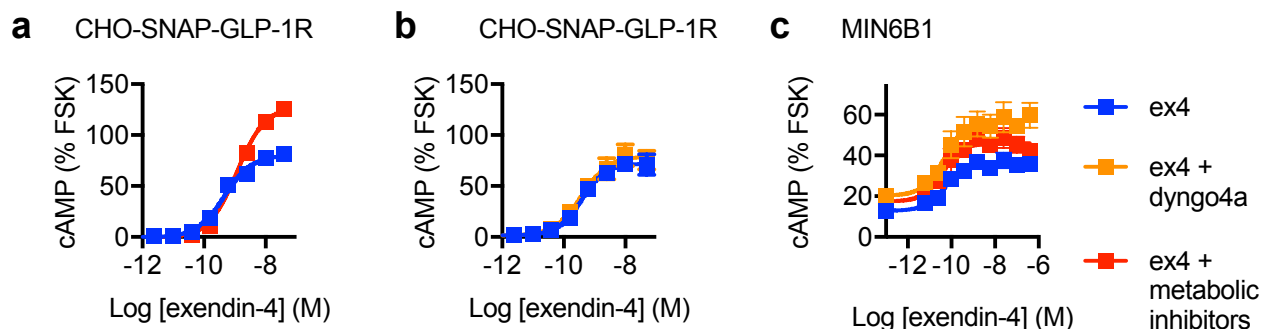 a CHO-SNAP-GLP-1R
cAMP (% FSK)
150
100
50
0
-12 -10 -8
Log [exendin-4] (M)
b CHO-SNAP-GLP-1R
cAMP (% FSK)
150
100
50
0
-12 -10 -8
Log [exendin-4] (M)
c MIN6B1
cAMP (% FSK)
60
40
20
0
-12 -10 -8 -6
Log [exendin-4] (M)
ex4
ex4 +
dyngo4a
ex4 +
metabolic
inhibitors